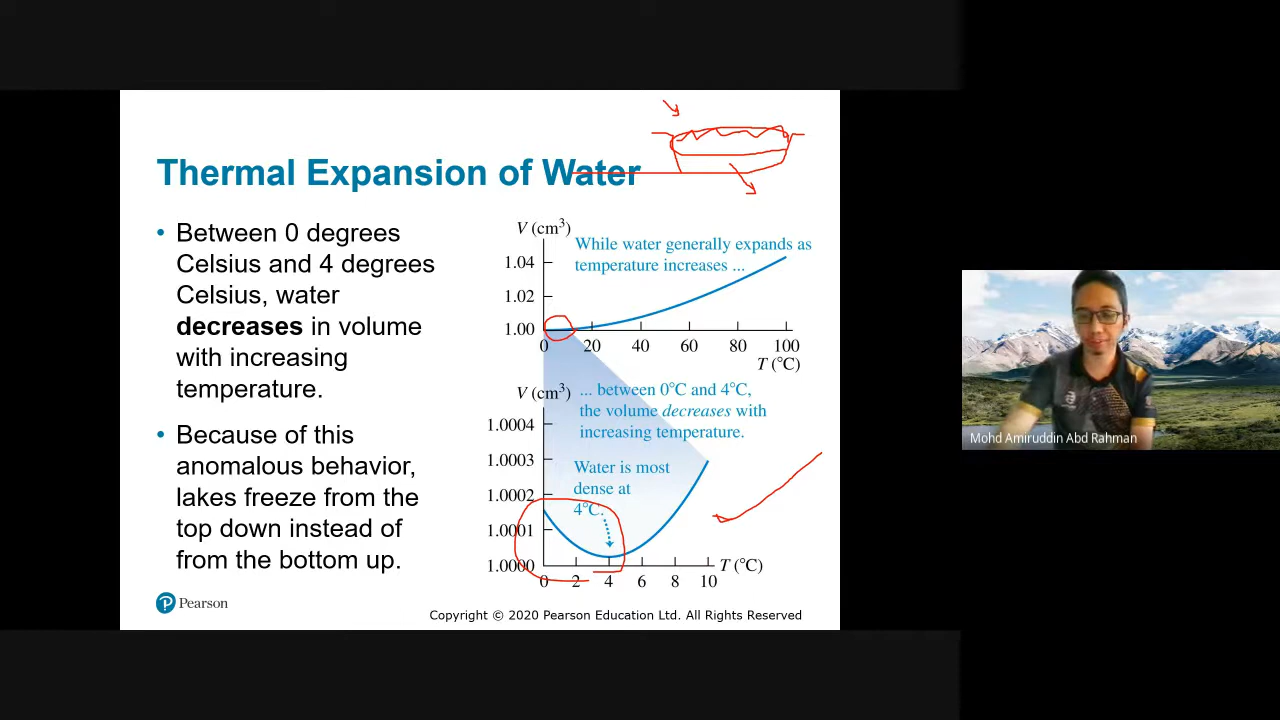 Thermal Expansion of Water
• Between 0 degrees
Celsius and 4 degrees
Celsius, water
decreases in volume
with increasing
temperature.
• Because of this
anomalous behavior,
lakes freeze from the
top down instead of
from the bottom up.
V (cm³)
While water generally expands as
temperature increases ...
1.04
1.02
1.00
0 20 40 60 80 100
T (°C)
V (cm³)
... between 0°C and 4°C,
the volume decreases with
increasing temperature.
1.0004
1.0003
1.0002
1.0001
1.0000
Water is most
dense at
4°C.
0 2 4 6 8 10
T (°C)
P Pearson
Copyright © 2020 Pearson Education Ltd. All Rights Reserved
Mohd Amiruddin Abd Rahman